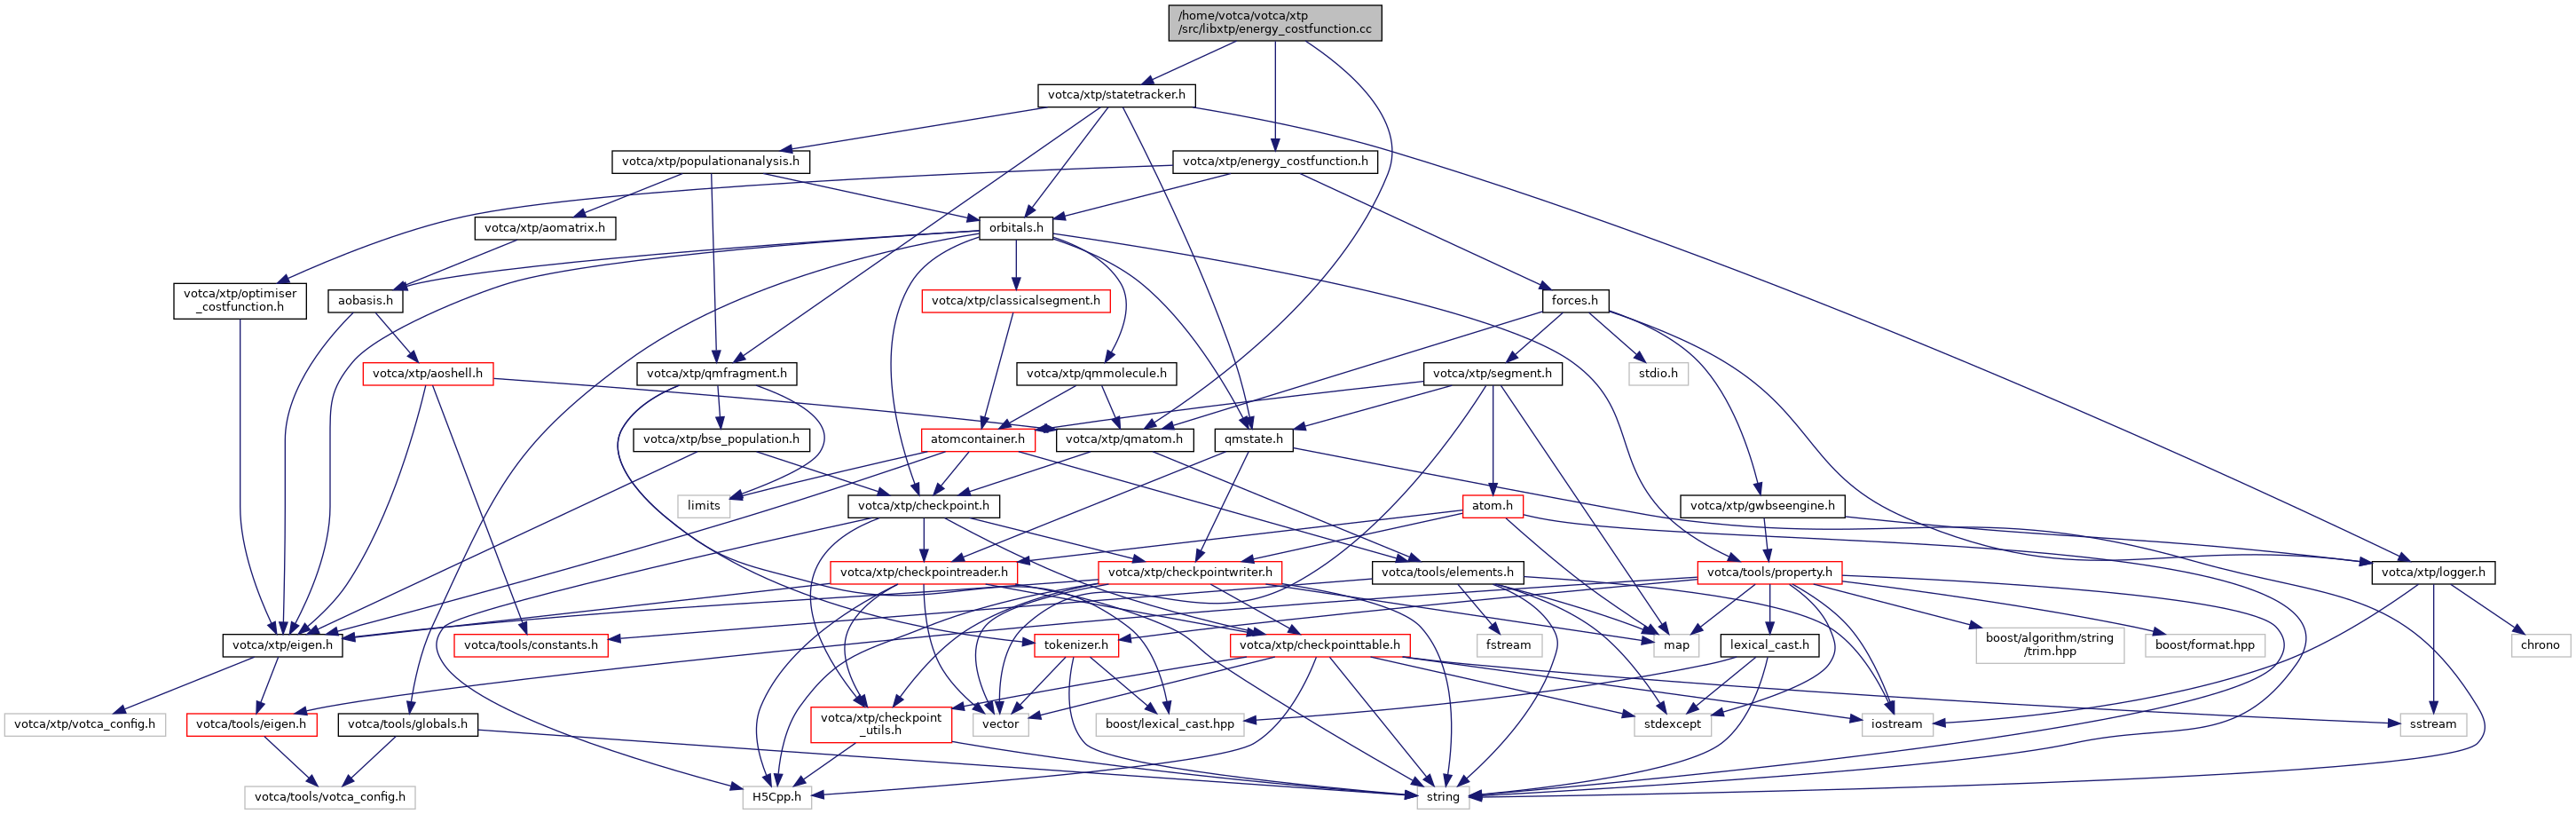 /home/votca/votca/xtp
/src/libxtp/energy_costfunction.cc
votca/xtp/statetracker.h
votca/xtp/populationanalysis.h
votca/xtp/energy_costfunction.h
votca/xtp/aomatrix.h
orbitals.h
votca/xtp/optimiser
_costfunction.h
aobasis.h
votca/xtp/classicalsegment.h
forces.h
votca/xtp/aoshell.h
votca/xtp/qmfragment.h
votca/xtp/qmmolecule.h
votca/xtp/segment.h
stdio.h
votca/xtp/bse_population.h
atomcontainer.h
votca/xtp/qmatom.h
qmstate.h
limits
votca/xtp/checkpoint.h
atom.h
votca/xtp/gwbseengine.h
votca/xtp/checkpointreader.h
votca/xtp/checkpointwriter.h
votca/tools/elements.h
votca/tools/property.h
votca/xtp/logger.h
votca/xtp/eigen.h
votca/tools/constants.h
tokenizer.h
votca/xtp/checkpointtable.h
fstream
map
lexical_cast.h
boost/algorithm/string
/trim.hpp
boost/format.hpp
chrono
votca/xtp/votca_config.h
votca/tools/eigen.h
votca/tools/globals.h
votca/xtp/checkpoint
_utils.h
vector
boost/lexical_cast.hpp
stdexcept
iostream
sstream
votca/tools/votca_config.h
H5Cpp.h
string